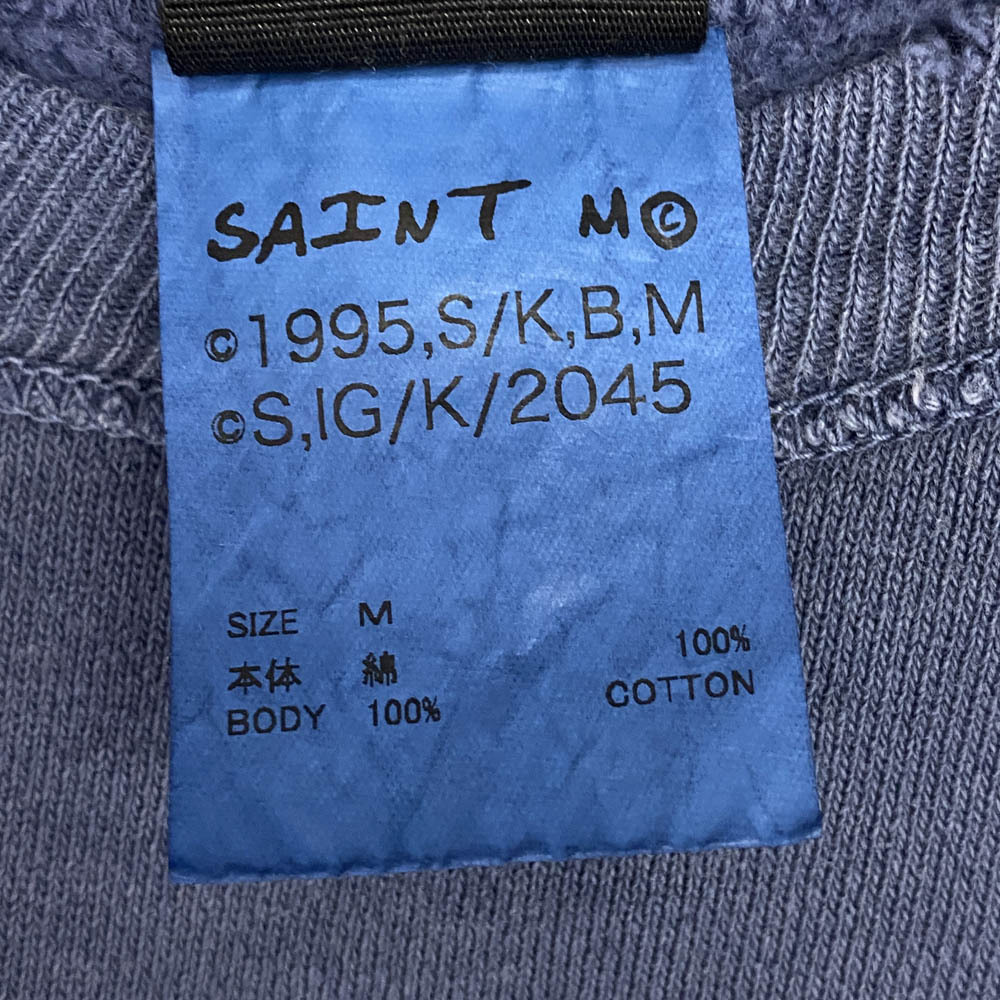 SAINT M©
©1995,S/K,B,M
©S,IG/K/2045
SIZE M
本体 綿 100%
BODY 100% COTTON